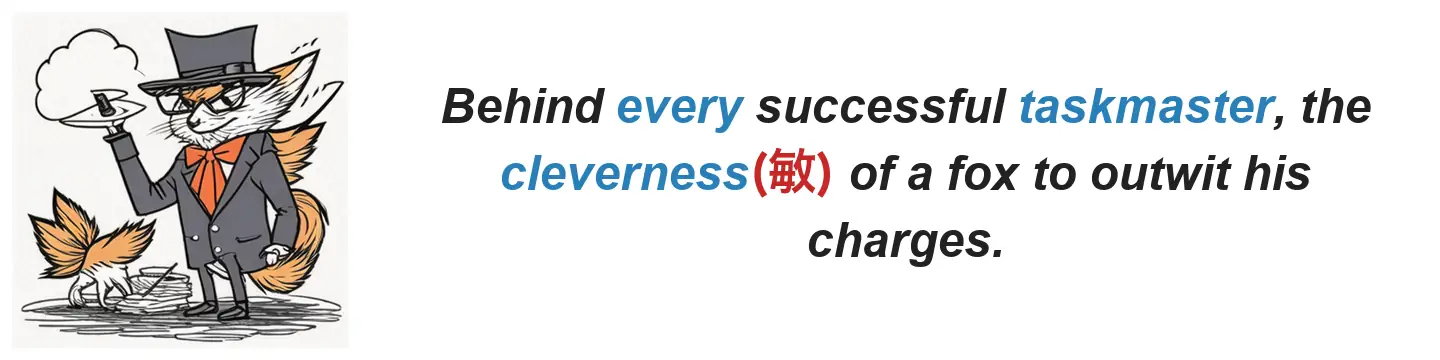 Behind every successful taskmaster, the
cleverness(敏) of a fox to outwit his
charges.